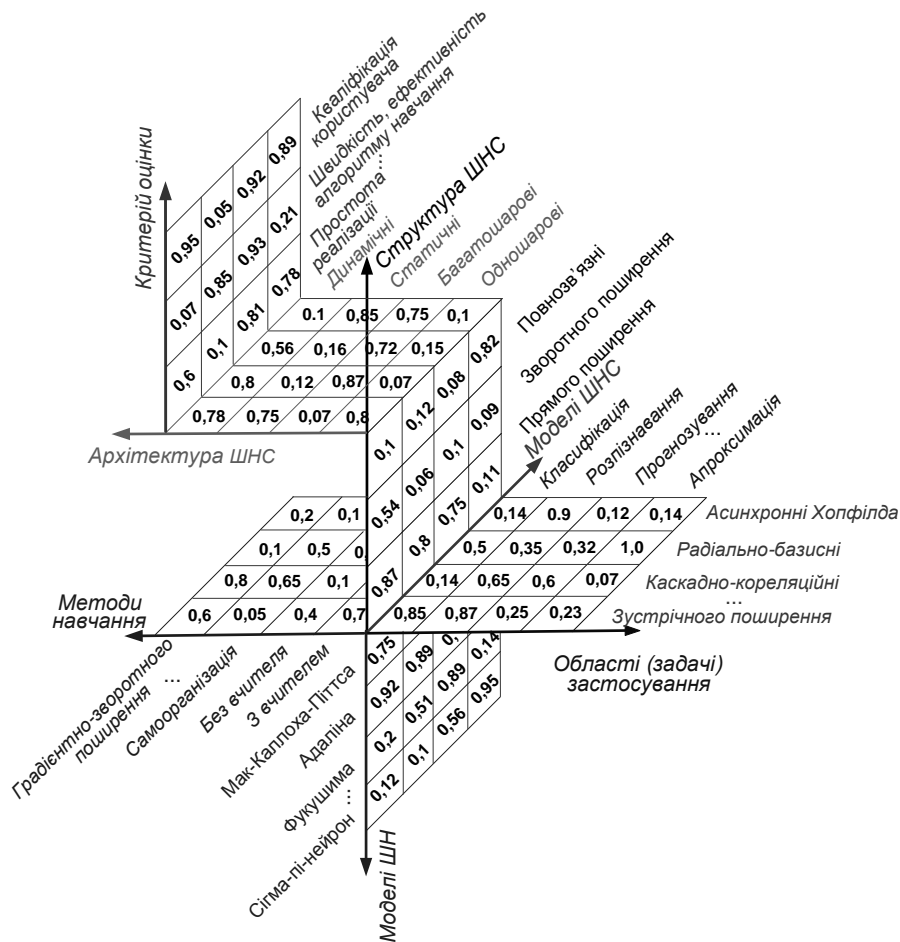 Кваліфікація
користувача
Швидкість, ефективність
алгоритму навчання
...
Простота
реалізації
Критерій оцінки
0,95
0,05
0,92
0,89
0,07
0,85
0,93
0,21
0,6
0,1
0,81
0,78
Структура ШНС
Динамічні
Статичні
Багатошарові
Одношарові
0.1
0,85
0,75
0,1
0,56
0,16
0,72
0,15
0,8
0,12
0,87
0,07
0,78
0,75
0,07
0,8
Архітектура ШНС
Повнозв'язні
Зворотного поширення
Прямого поширення
0,1
0,12
0,08
0,82
0,54
0,06
0,1
0,09
0,87
0,8
0,75
0,11
Моделі ШНС
Класифікація
Розпізнавання
Прогнозування
...
Апроксимація
0,14
0.9
0,12
0,14
Асинхронні Хопфілда
0,5
0,35
0,32
1,0
Радіально-базисні
0,14
0,65
0,6
0,07
Каскадно-кореляційні
...
0,85
0,87
0,25
0,23
Зустрічного поширення
Області (задачі)
застосування
0,2
0,1
0,1
0,5
0,8
0,65
0,1
0,6
0,05
0,4
0,7
Методи
навчання
Градієнтно-зворотного
поширення
...
Самоорганізація
Без вчителя
З вчителем
Мак-Каллоха-Піттса
Адаліна
Фукушима
...
Сігма-пі-нейрон
0,75
0,89
0,14
0,92
0,51
0,89
0,95
0,2
0,1
0,56
0,12
Моделі ШН